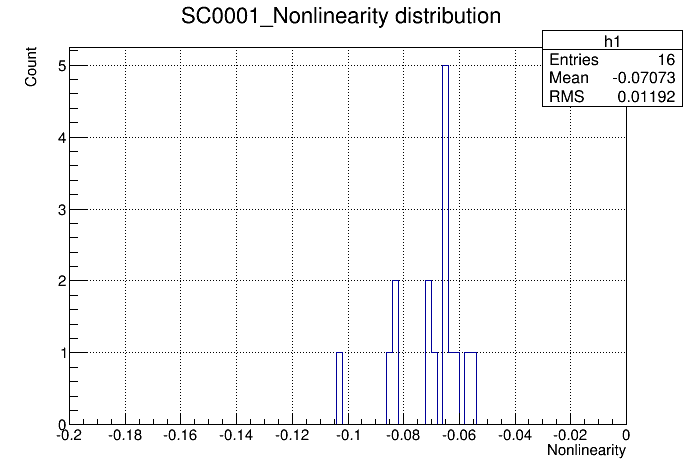 SC0001_Nonlinearity distribution
h1
Entries 16
Mean -0.07073
RMS 0.01192
Count
5
4
3
2
1
0
-0.2 -0.18 -0.16 -0.14 -0.12 -0.1 -0.08 -0.06 -0.04 -0.02 0
Nonlinearity